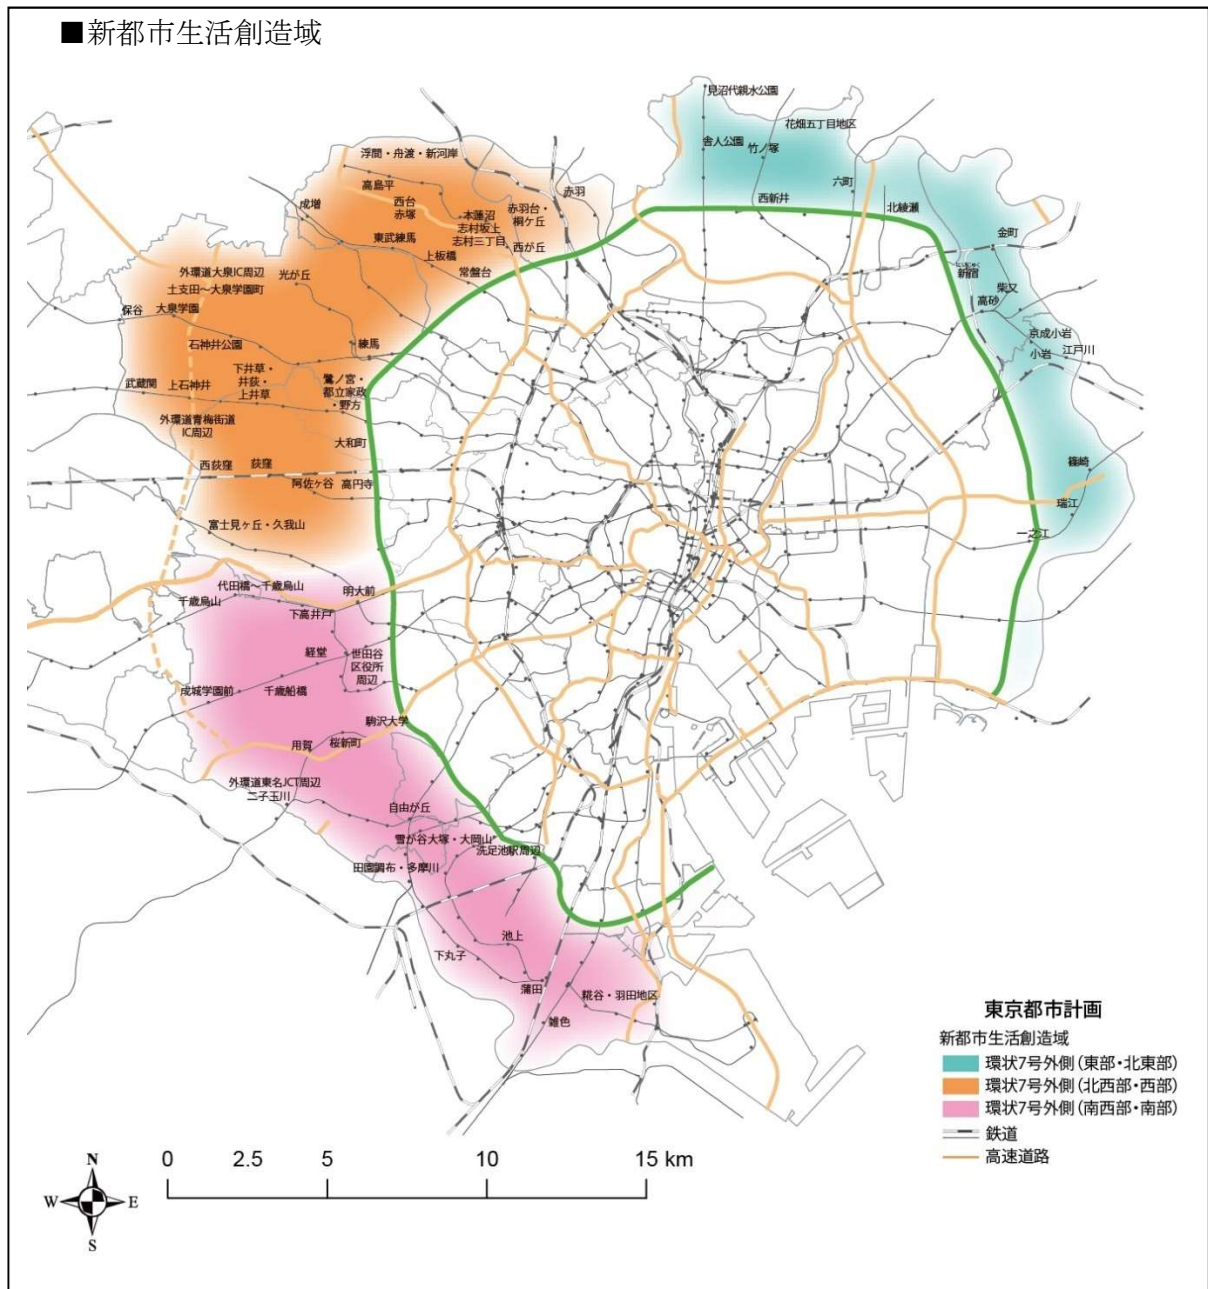 ■新都市生活創造域
見沼代親水公園
花畑五丁目地区
舎人公園
竹ノ塚
六町
西新井
北綾瀬
金町
にいじゅく
新宿
柴又
高砂
京成小岩
小岩
江戸川
篠崎
瑞江
一之江
浮間・舟渡・新河岸
高島平
赤羽
成増
西台
赤塚
本蓮沼
志村坂上
志村三丁目
赤羽台・
桐ケ丘
西が丘
東武練馬
上板橋
常盤台
外環道大泉IC周辺
光が丘
土支田～大泉学園町
保谷
大泉学園
石神井公園
練馬
下井草・
井荻・
上井草
鷺ノ宮・
都立家政
・野方
武蔵関
上石神井
外環道青梅街道
IC周辺
大和町
西荻窪
荻窪
阿佐ヶ谷
高円寺
富士見ヶ丘・久我山
代田橋～千歳烏山
明大前
千歳烏山
下高井戸
経堂
世田谷
区役所
周辺
成城学園前
千歳船橋
駒沢大学
用賀
桜新町
外環道東名JCT周辺
二子玉川
自由が丘
雪が谷大塚・大岡山
洗足池駅周辺
田園調布・多摩川
池上
下丸子
蒲田
糀谷・羽田地区
雑色
東京都市計画
新都市生活創造域
環状7号外側(東部・北東部)
環状7号外側(北西部・西部)
環状7号外側(南西部・南部)
鉄道
高速道路
0 2.5 5 10 15 km
N
W E
S